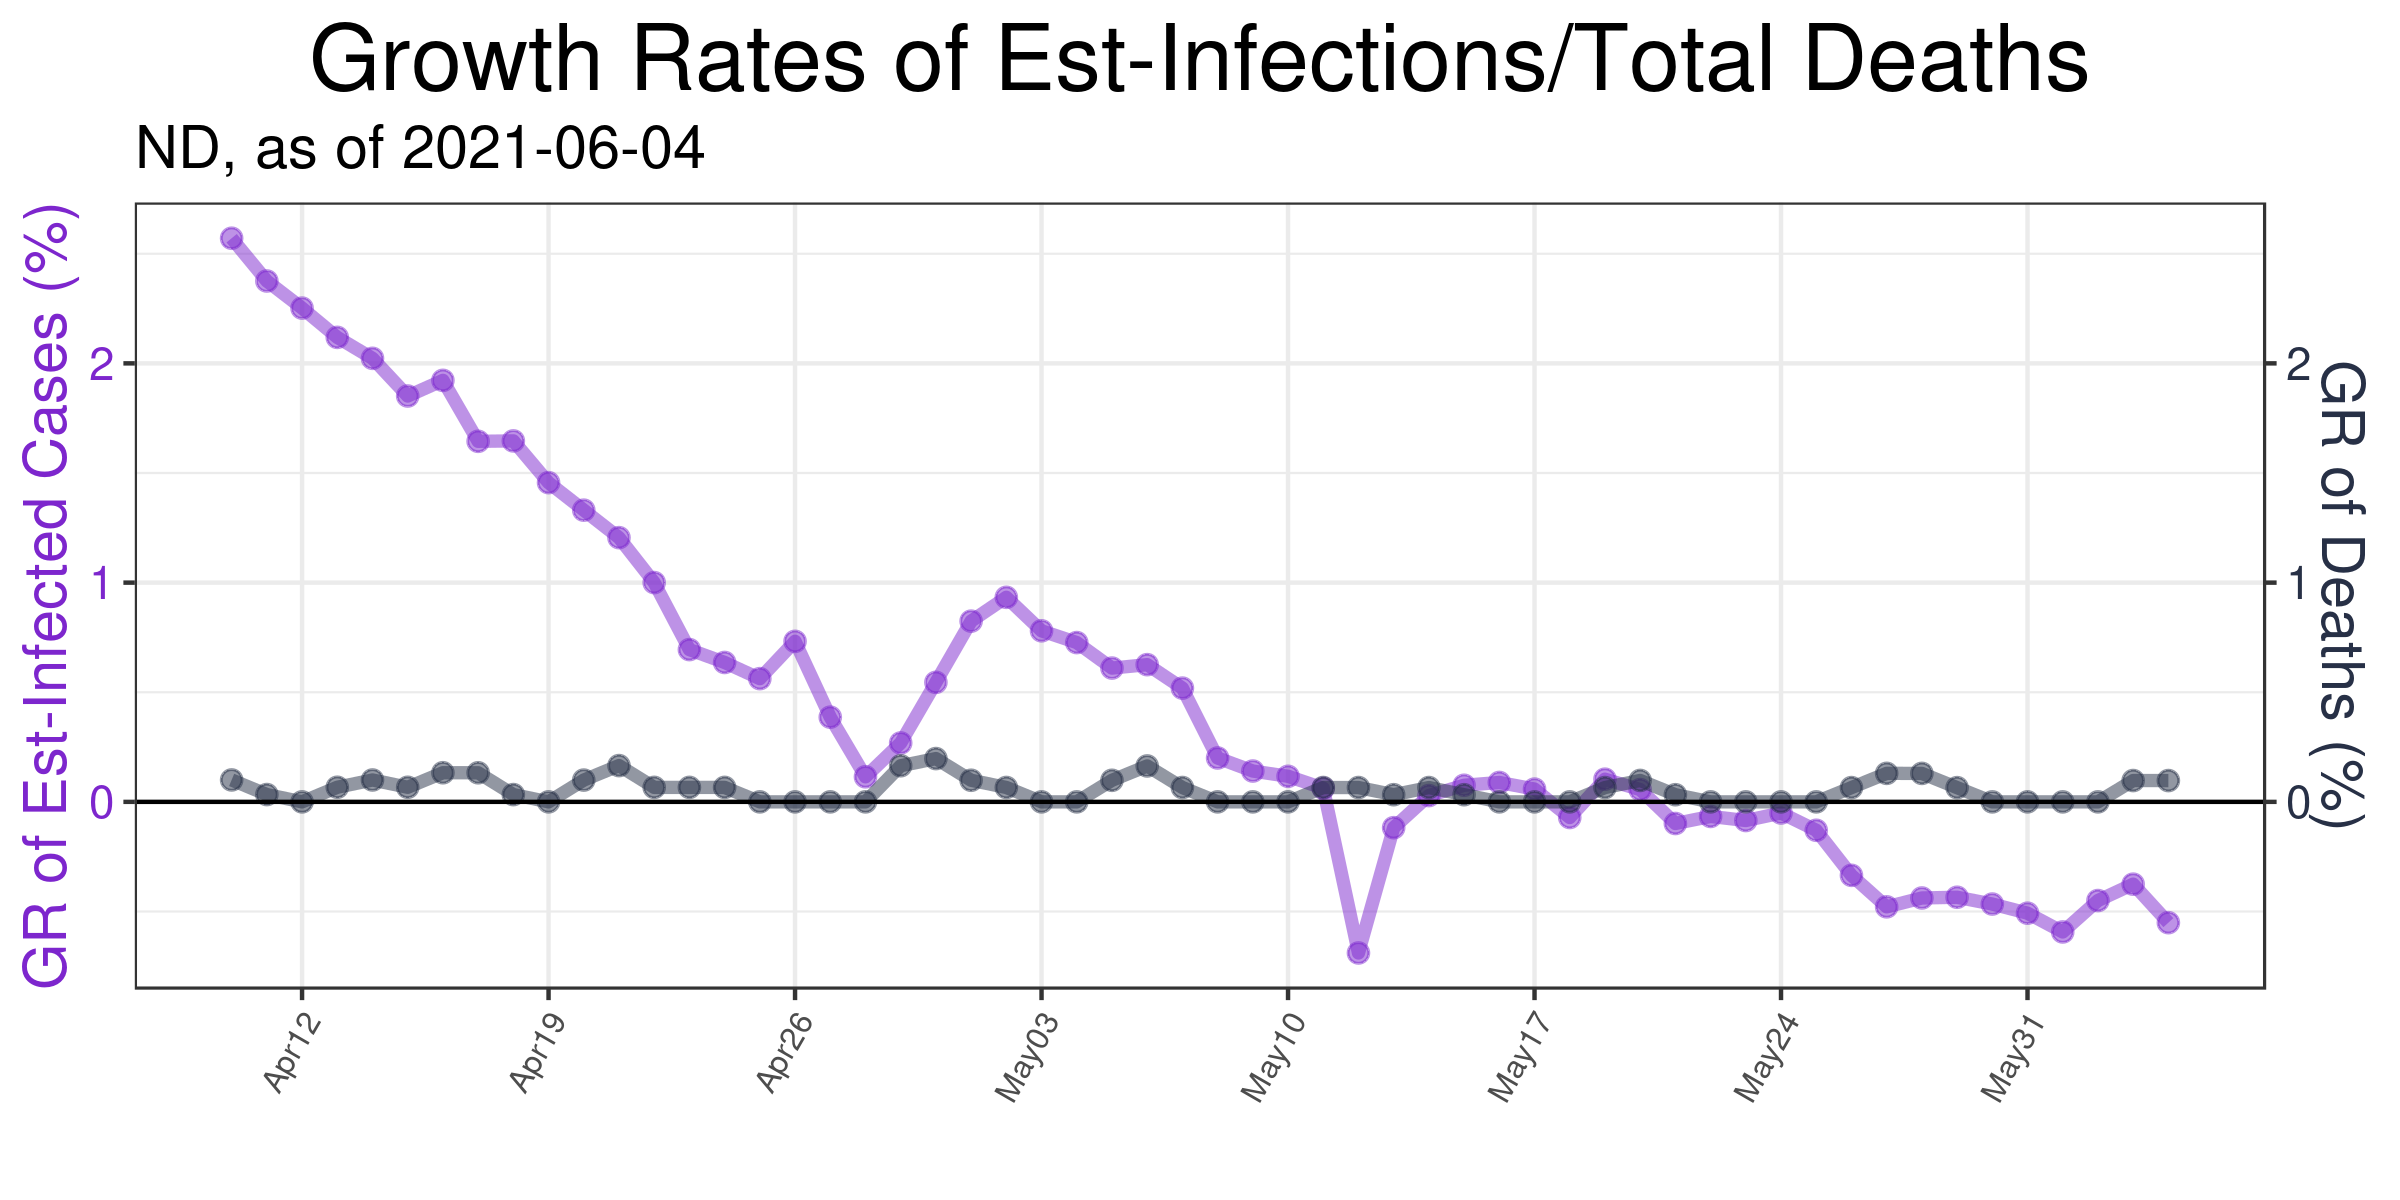 Growth Rates of Est-Infections/Total Deaths
ND, as of 2021-06-04
GR of Est-Infected Cases (%)
2
1
0
2
1
0
GR of Deaths (%)
Apr12
Apr19
Apr26
May03
May10
May17
May24
May31